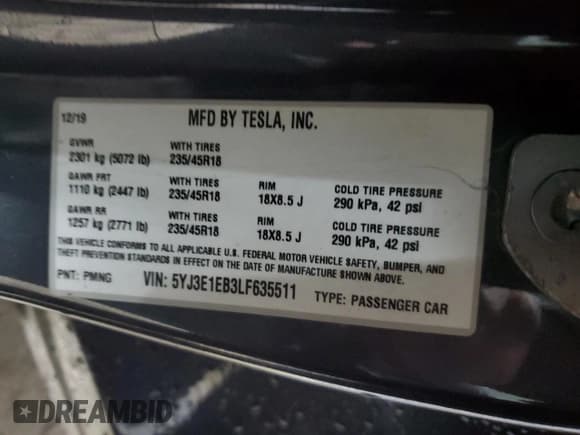 12/19 MFD BY TESLA, INC.
GVWR WITH TIRES
2301 kg (5072 lb) 235/45R18
GAWR FRT WITH TIRES RIM COLD TIRE PRESSURE
1110 kg (2447 lb) 235/45R18 18X8.5 J 290 kPa, 42 psi
GAWR RR WITH TIRES RIM COLD TIRE PRESSURE
1257 kg (2771 lb) 235/45R18 18X8.5 J 290 kPa, 42 psi
THIS VEHICLE CONFORMS TO ALL APPLICABLE U.S. FEDERAL MOTOR VEHICLE SAFETY, BUMPER, AND
THEFT PREVENTION STANDARDS IN EFFECT ON DATE OF MANUFACTURE SHOWN ABOVE.
PNT: PMNG VIN: 5YJ3E1EB3LF635511 TYPE: PASSENGER CAR
DREAMBID